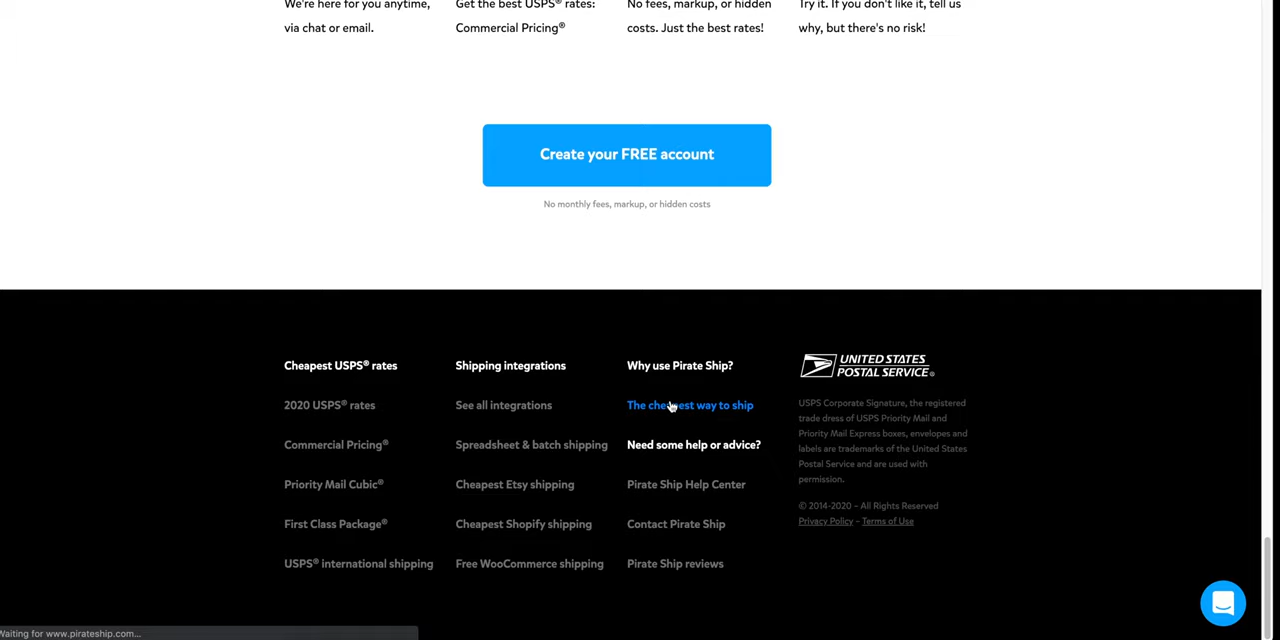 We're here for you anytime,
via chat or email.
Get the best USPS® rates:
Commercial Pricing®
No fees, markup, or hidden
costs. Just the best rates!
Try it. If you don't like it, tell us
why, but there's no risk!
Create your FREE account
No monthly fees, markup, or hidden costs
Cheapest USPS® rates
2020 USPS® rates
Commercial Pricing®
Priority Mail Cubic®
First Class Package®
USPS® international shipping
Shipping integrations
See all integrations
Spreadsheet & batch shipping
Cheapest Etsy shipping
Cheapest Shopify shipping
Free WooCommerce shipping
Why use Pirate Ship?
The cheapest way to ship
Need some help or advice?
Pirate Ship Help Center
Contact Pirate Ship
Pirate Ship reviews
UNITED STATES
POSTAL SERVICE®
USPS Corporate Signature, the registered
trade dress of USPS Priority Mail and
Priority Mail Express boxes, envelopes and
labels are trademarks of the United States
Postal Service and are used with
permission.
© 2014-2020 – All Rights Reserved
Privacy Policy – Terms of Use
Waiting for www.pirateship.com...